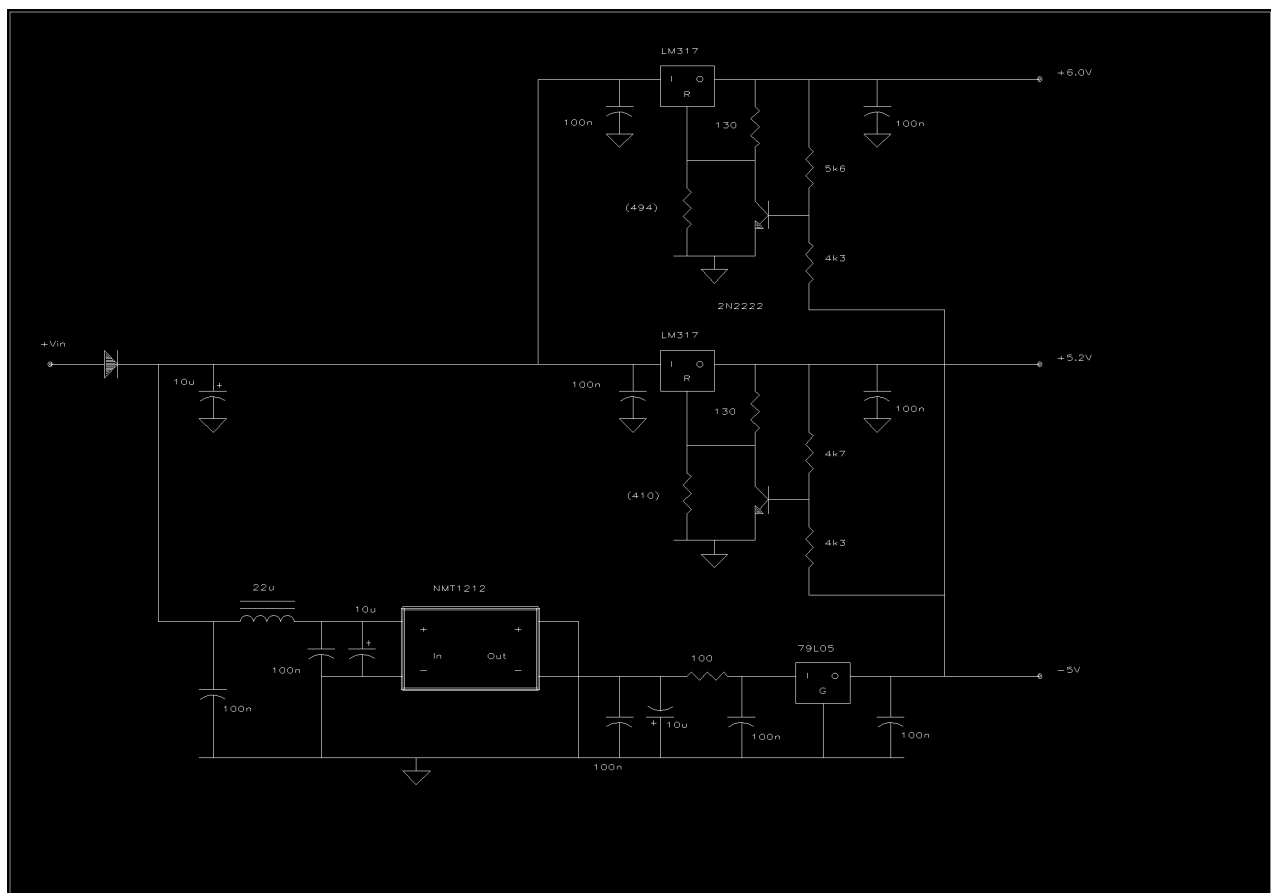 LM317
I O
R
+6.0V
100n
130
100n
5k6
(494)
4k3
2N2222
LM317
I O
R
+5.2V
+Vin
10u
+
100n
130
100n
4k7
(410)
4k3
22u
10u
+
NMT1212
+ +
In Out
− −
100n
100n
100
79L05
I O
G
−5V
+
10u
100n
100n
100n